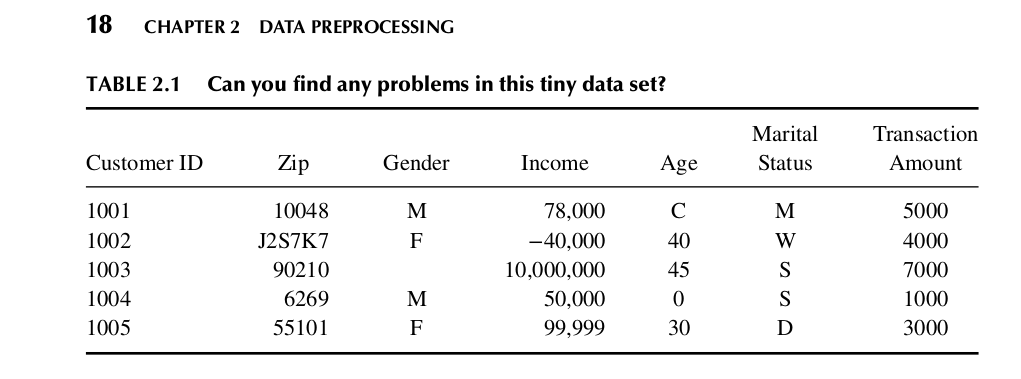 18 CHAPTER 2 DATA PREPROCESSING
TABLE 2.1 Can you find any problems in this tiny data set?
Marital Transaction
Customer ID Zip Gender Income Age Status Amount
1001 10048 M 78,000 C M 5000
1002 J2S7K7 F −40,000 40 W 4000
1003 90210 10,000,000 45 S 7000
1004 6269 M 50,000 0 S 1000
1005 55101 F 99,999 30 D 3000